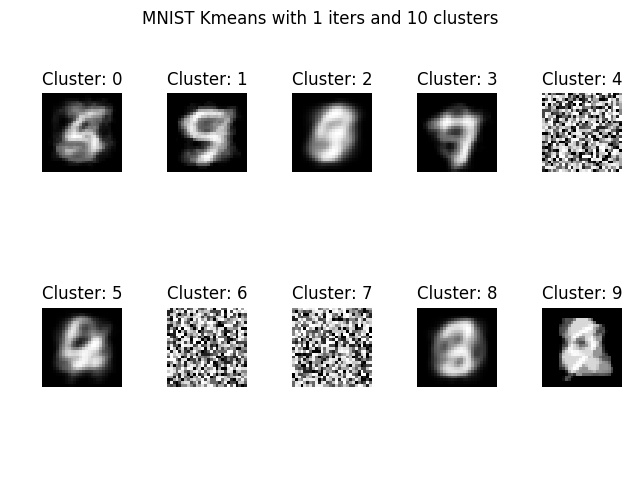 MNIST Kmeans with 1 iters and 10 clusters
Cluster: 0 Cluster: 1 Cluster: 2 Cluster: 3 Cluster: 4
Cluster: 5 Cluster: 6 Cluster: 7 Cluster: 8 Cluster: 9